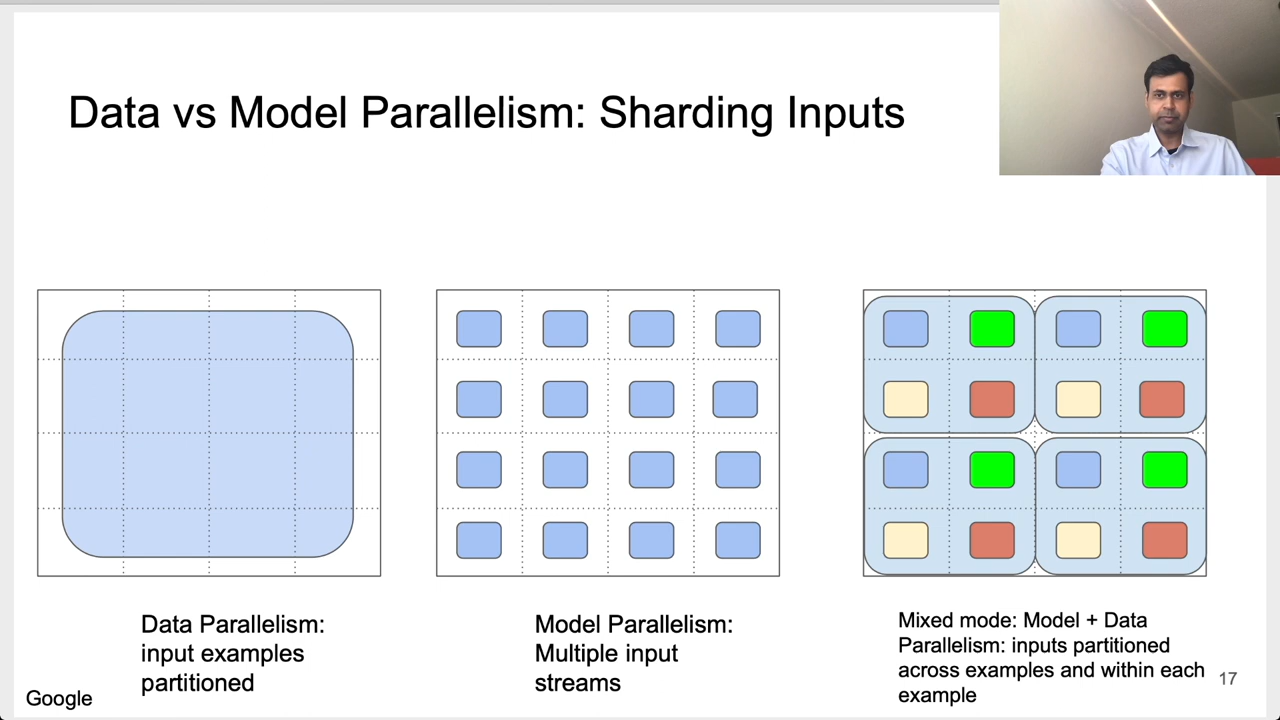 Data vs Model Parallelism: Sharding Inputs
Data Parallelism:
input examples
partitioned
Model Parallelism:
Multiple input
streams
Mixed mode: Model + Data
Parallelism: inputs partitioned
across examples and within each
example
17
Google